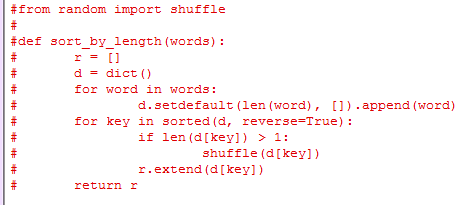 #from random import shuffle
#
#def sort_by_length(words):
#       r = []
#       d = dict()
#       for word in words:
#               d.setdefault(len(word), []).append(word)
#       for key in sorted(d, reverse=True):
#               if len(d[key]) > 1:
#                       shuffle(d[key])
#               r.extend(d[key])
#       return r